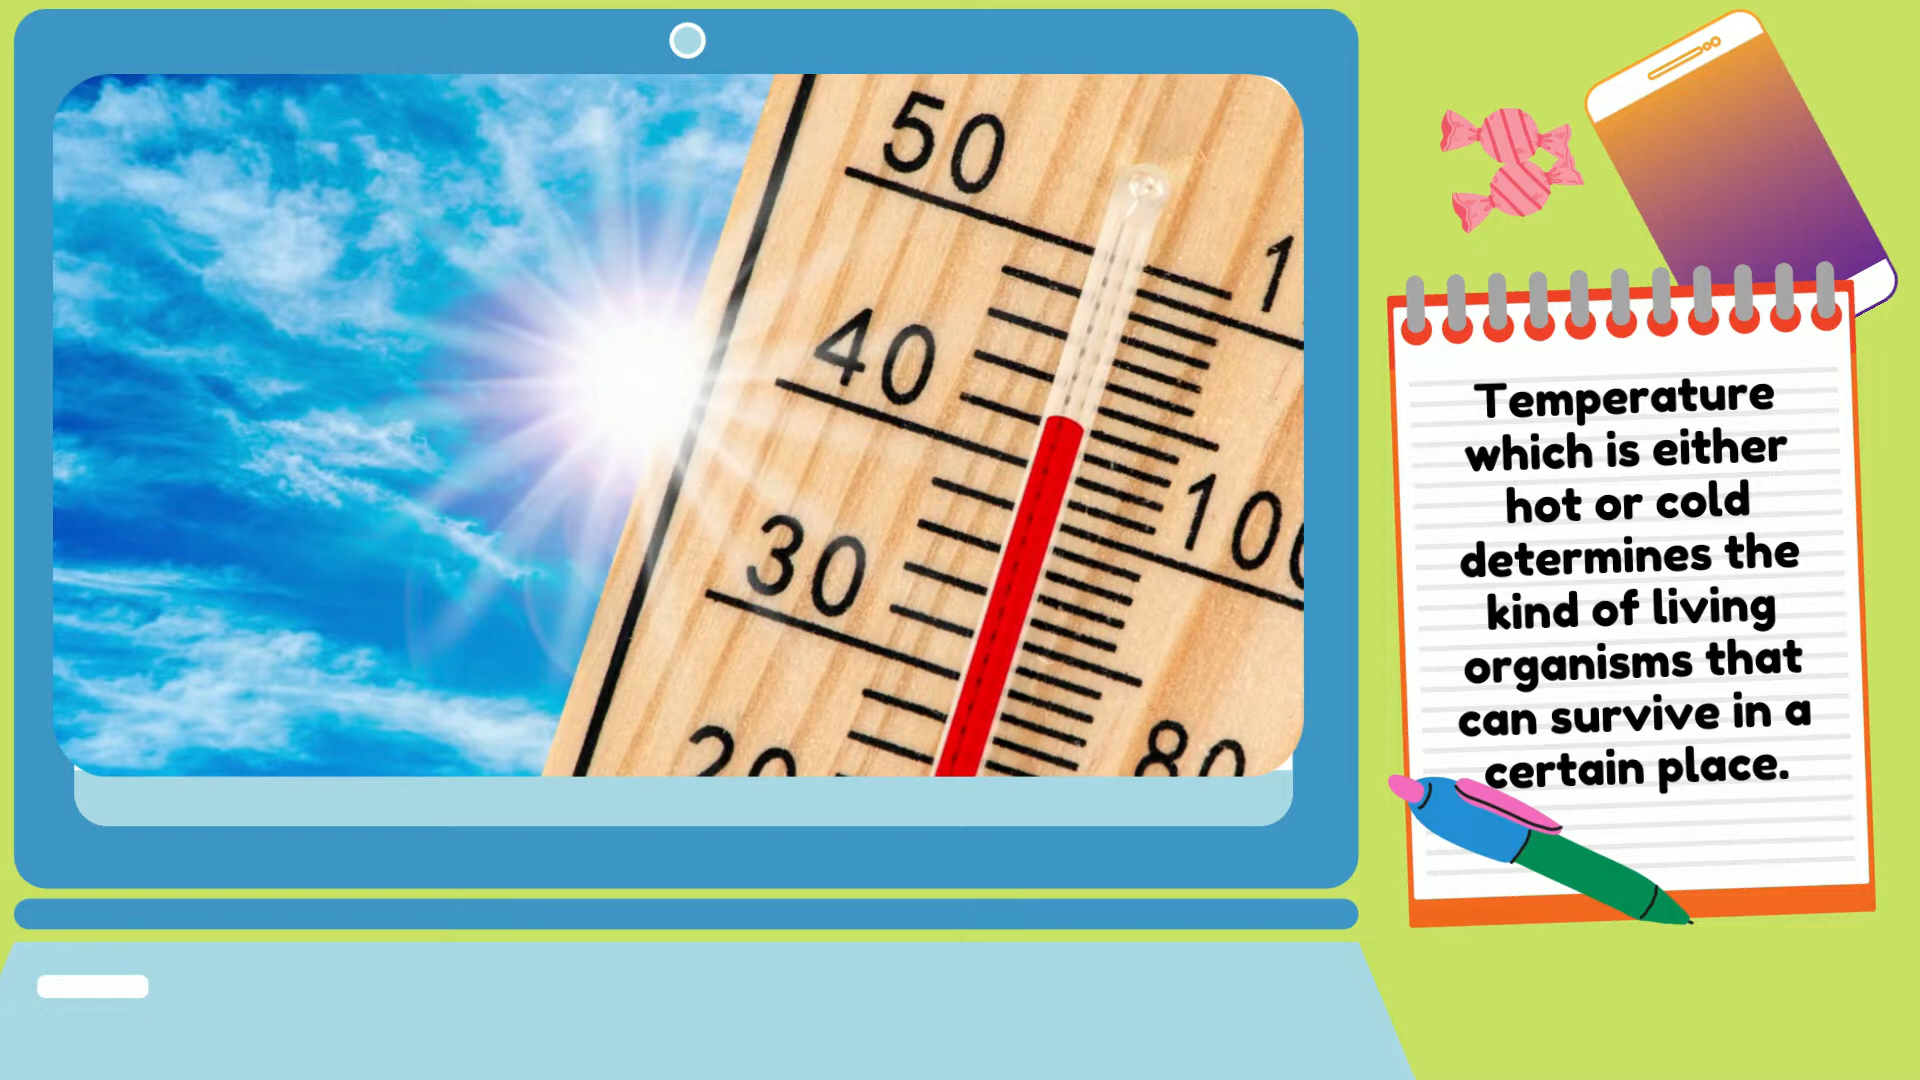 50
40
30
20
1
100
80
Temperature
which is either
hot or cold
determines the
kind of living
organisms that
can survive in a
certain place.